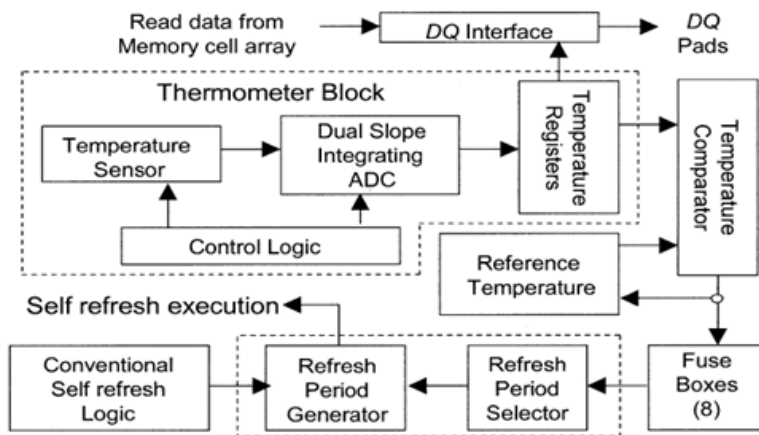 Read data from
Memory cell array
DQ Interface
DQ
Pads
Thermometer Block
Temperature
Sensor
Dual Slope
Integrating
ADC
Temperature
Registers
Temperature
Comparator
Control Logic
Reference
Temperature
Self refresh execution
Conventional
Self refresh
Logic
Refresh
Period
Generator
Refresh
Period
Selector
Fuse
Boxes
(8)